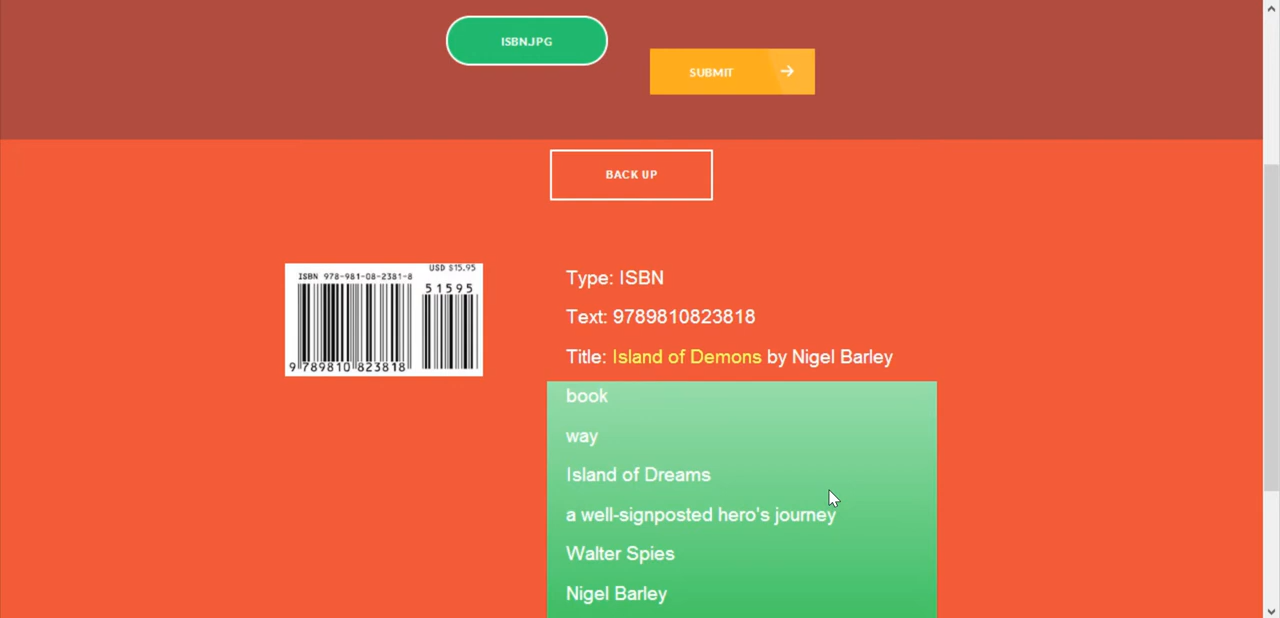 ISBN.JPG
SUBMIT
BACK UP
ISBN 978-981-08-2381-8
USD $15.95
51595
9 789810 823818
Type: ISBN
Text: 9789810823818
Title: Island of Demons by Nigel Barley
book
way
Island of Dreams
a well-signposted hero's journey
Walter Spies
Nigel Barley